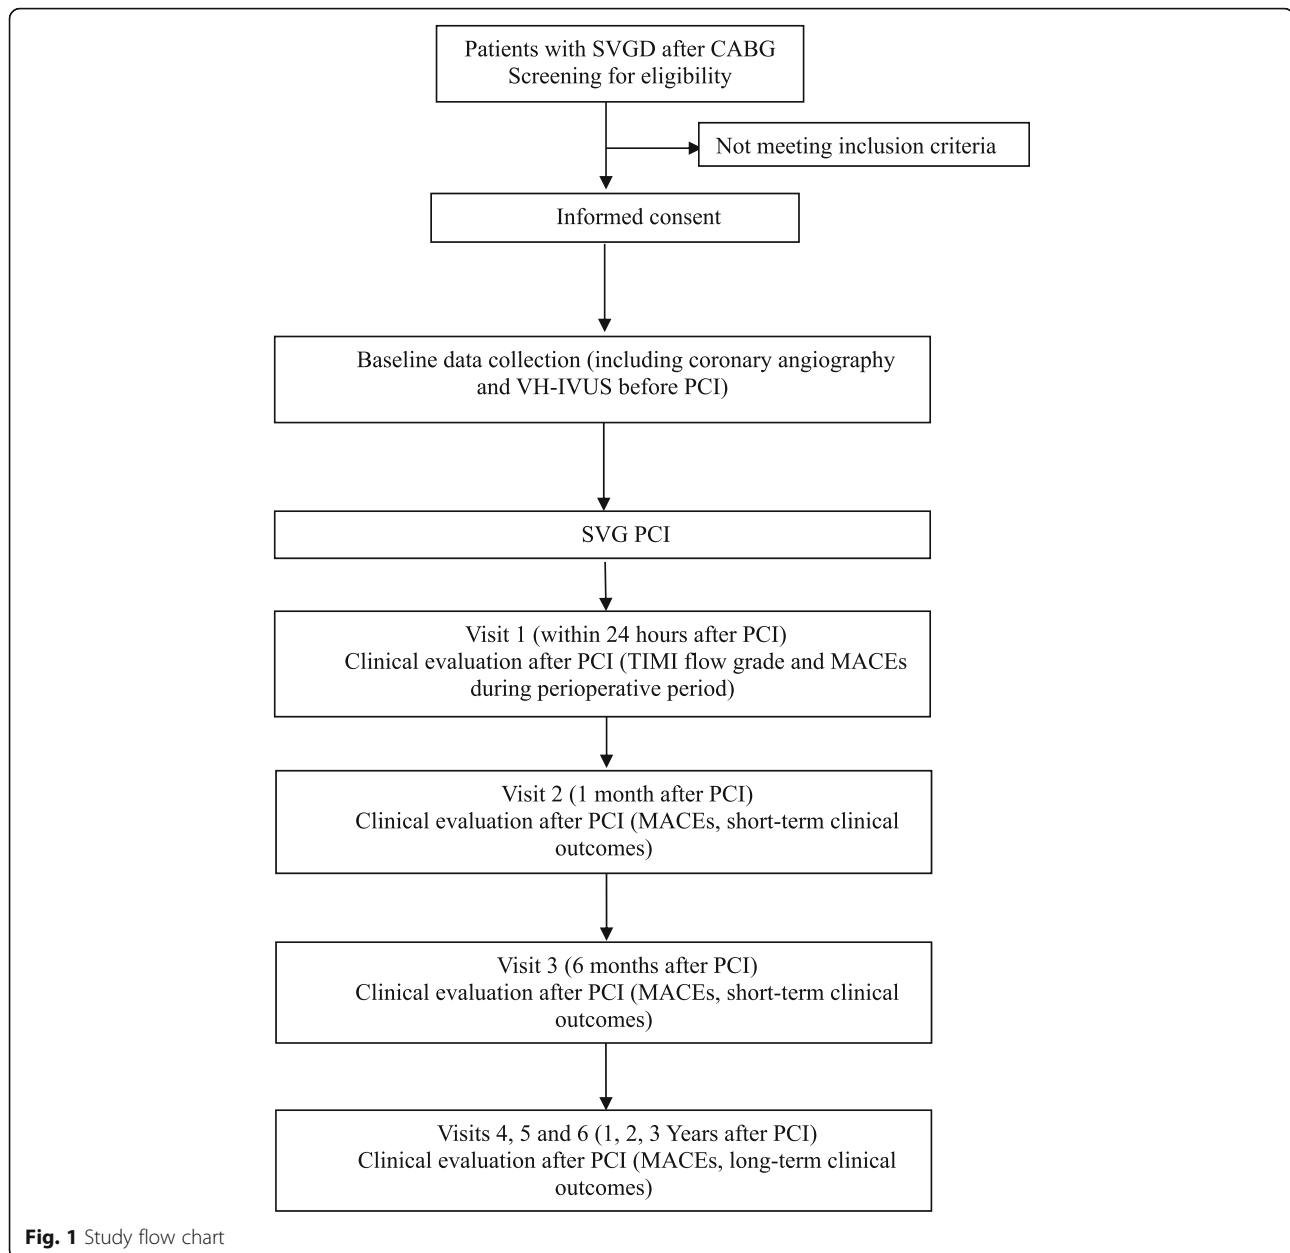 Patients with SVGD after CABG
Screening for eligibility
Not meeting inclusion criteria
Informed consent
Baseline data collection (including coronary angiography
and VH-IVUS before PCI)
SVG PCI
Visit 1 (within 24 hours after PCI)
Clinical evaluation after PCI (TIMI flow grade and MACEs
during perioperative period)
Visit 2 (1 month after PCI)
Clinical evaluation after PCI (MACEs, short-term clinical
outcomes)
Visit 3 (6 months after PCI)
Clinical evaluation after PCI (MACEs, short-term clinical
outcomes)
Visits 4, 5 and 6 (1, 2, 3 Years after PCI)
Clinical evaluation after PCI (MACEs, long-term clinical
outcomes)
Fig. 1 Study flow chart